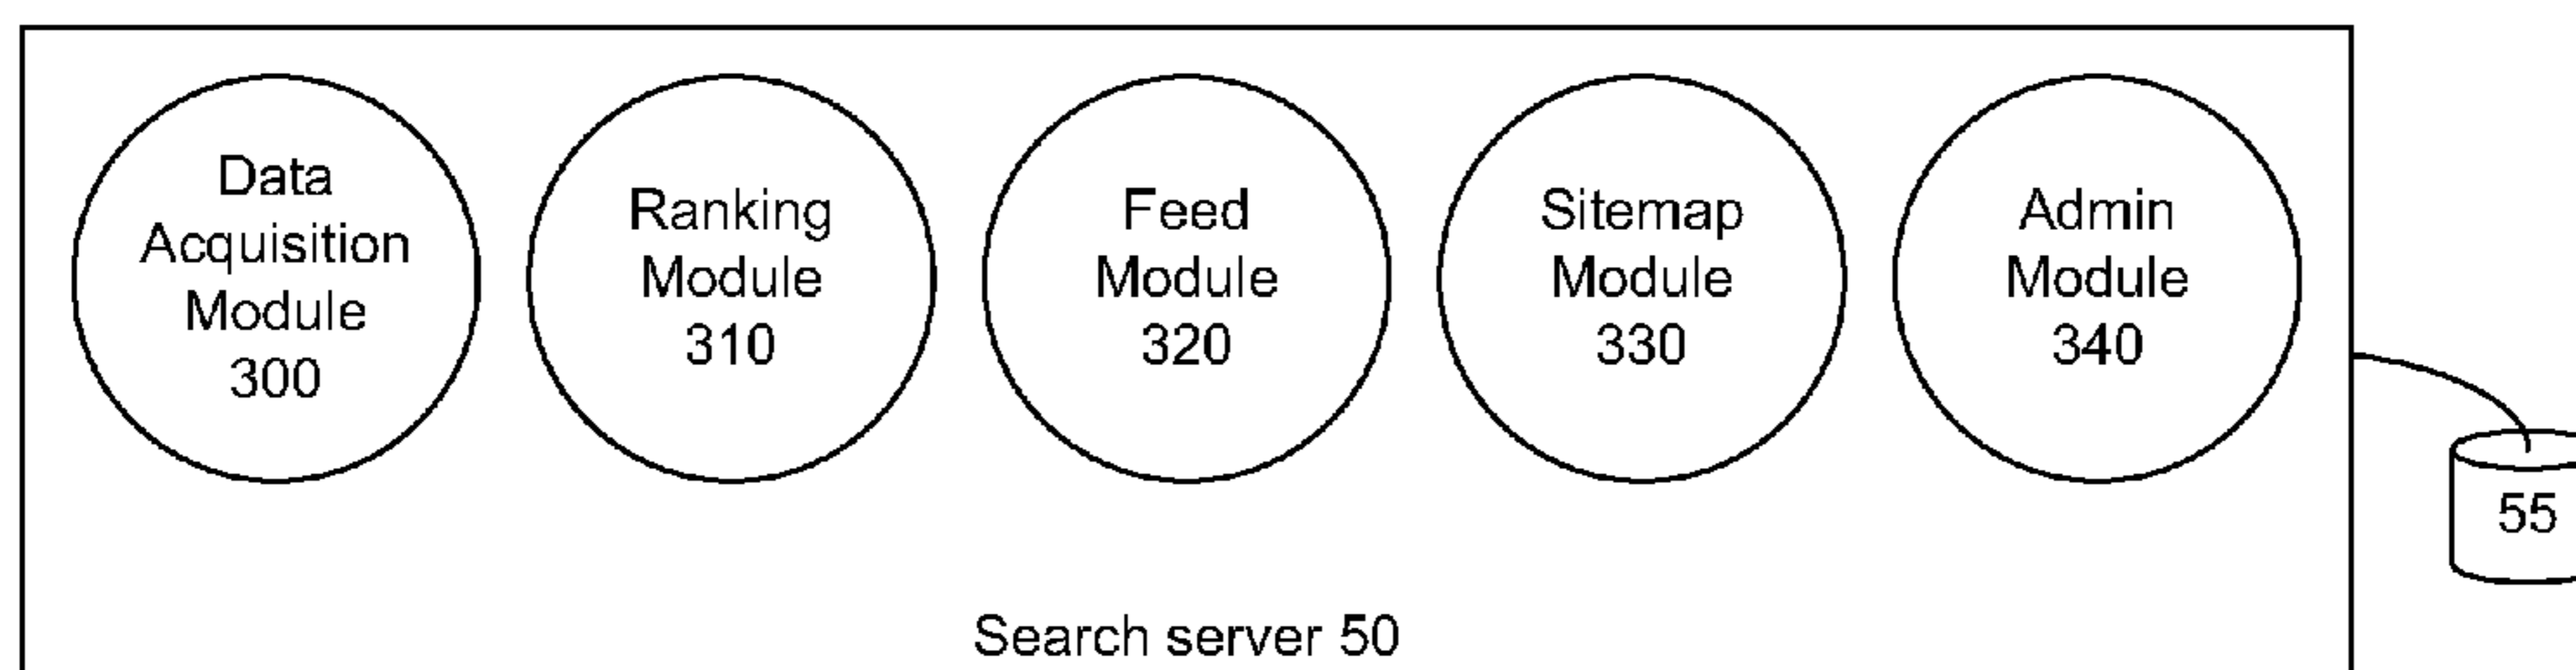 Data
Acquisition
Module
300
Ranking
Module
310
Feed
Module
320
Sitemap
Module
330
Admin
Module
340
55
Search server 50